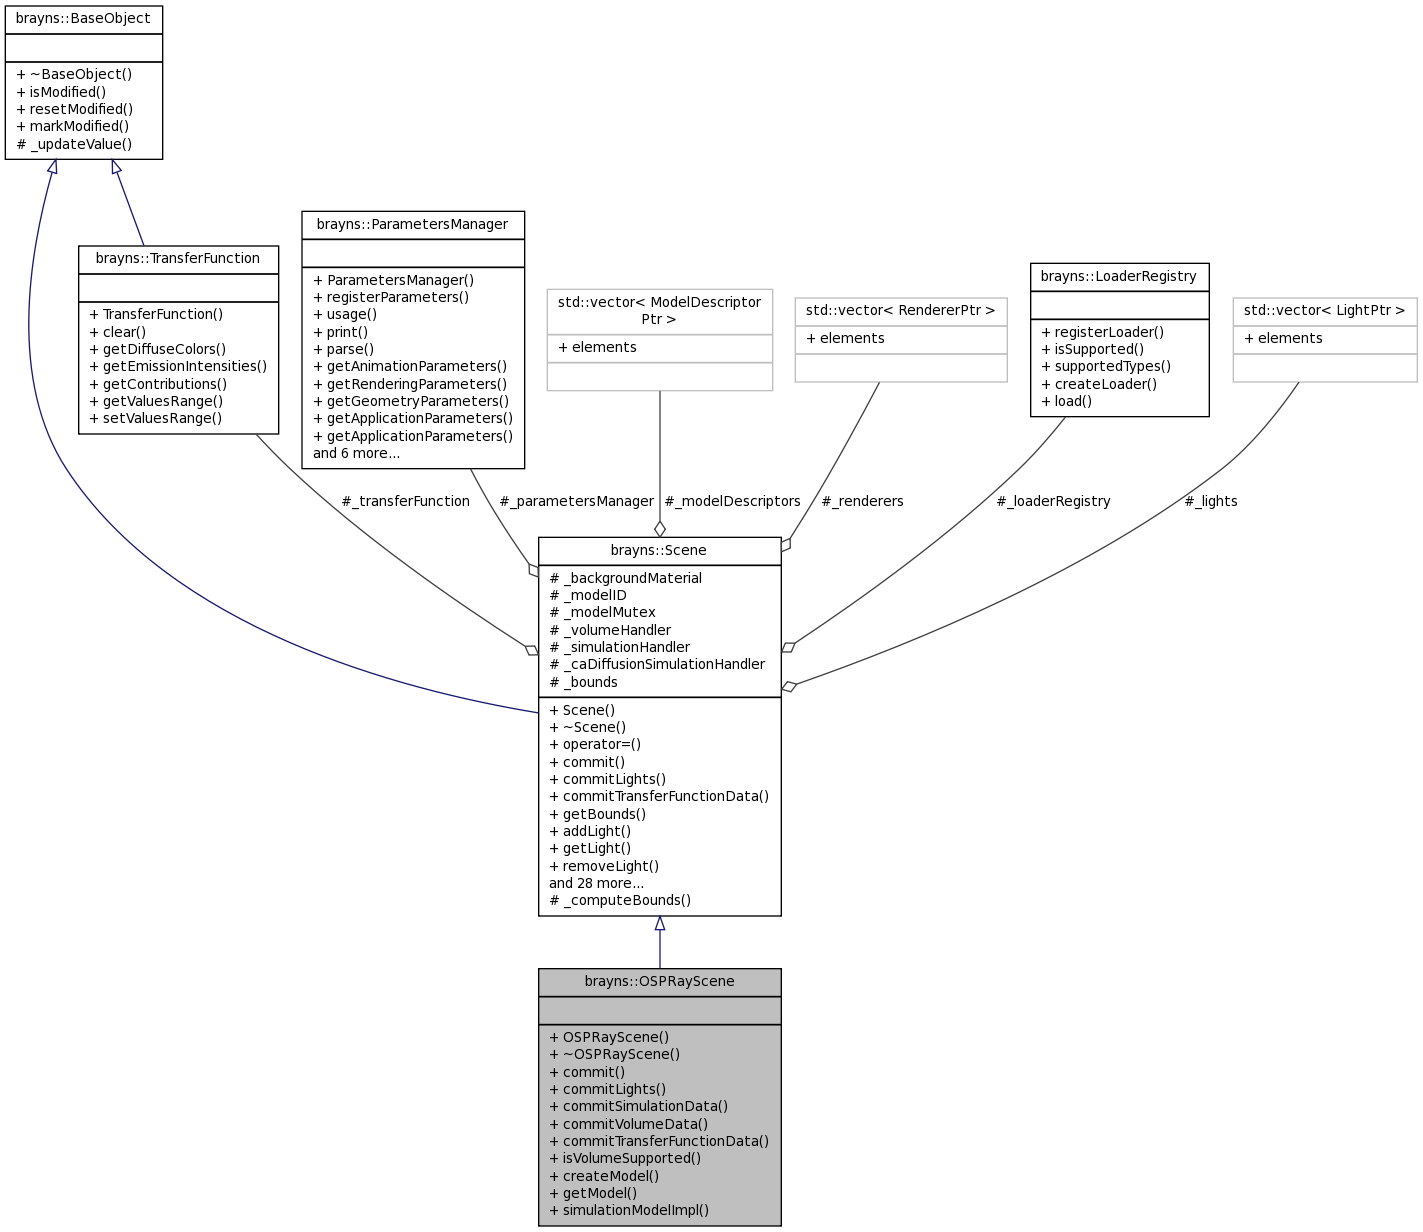 brayns::BaseObject
+ ~BaseObject()
+ isModified()
+ resetModified()
+ markModified()
# _updateValue()
brayns::TransferFunction
+ TransferFunction()
+ clear()
+ getDiffuseColors()
+ getEmissionIntensities()
+ getContributions()
+ getValuesRange()
+ setValuesRange()
brayns::ParametersManager
+ ParametersManager()
+ registerParameters()
+ usage()
+ print()
+ parse()
+ getAnimationParameters()
+ getRenderingParameters()
+ getGeometryParameters()
+ getApplicationParameters()
+ getApplicationParameters()
and 6 more...
std::vector< ModelDescriptor
Ptr >
+ elements
std::vector< RendererPtr >
+ elements
brayns::LoaderRegistry
+ registerLoader()
+ isSupported()
+ supportedTypes()
+ createLoader()
+ load()
std::vector< LightPtr >
+ elements
#_transferFunction
#_parametersManager
#_modelDescriptors
#_renderers
#_loaderRegistry
#_lights
brayns::Scene
# _backgroundMaterial
# _modelID
# _modelMutex
# _volumeHandler
# _simulationHandler
# _caDiffusionSimulationHandler
# _bounds
+ Scene()
+ ~Scene()
+ operator=()
+ commit()
+ commitLights()
+ commitTransferFunctionData()
+ getBounds()
+ addLight()
+ getLight()
+ removeLight()
and 28 more...
# _computeBounds()
brayns::OSPRayScene
+ OSPRayScene()
+ ~OSPRayScene()
+ commit()
+ commitLights()
+ commitSimulationData()
+ commitVolumeData()
+ commitTransferFunctionData()
+ isVolumeSupported()
+ createModel()
+ getModel()
+ simulationModelImpl()